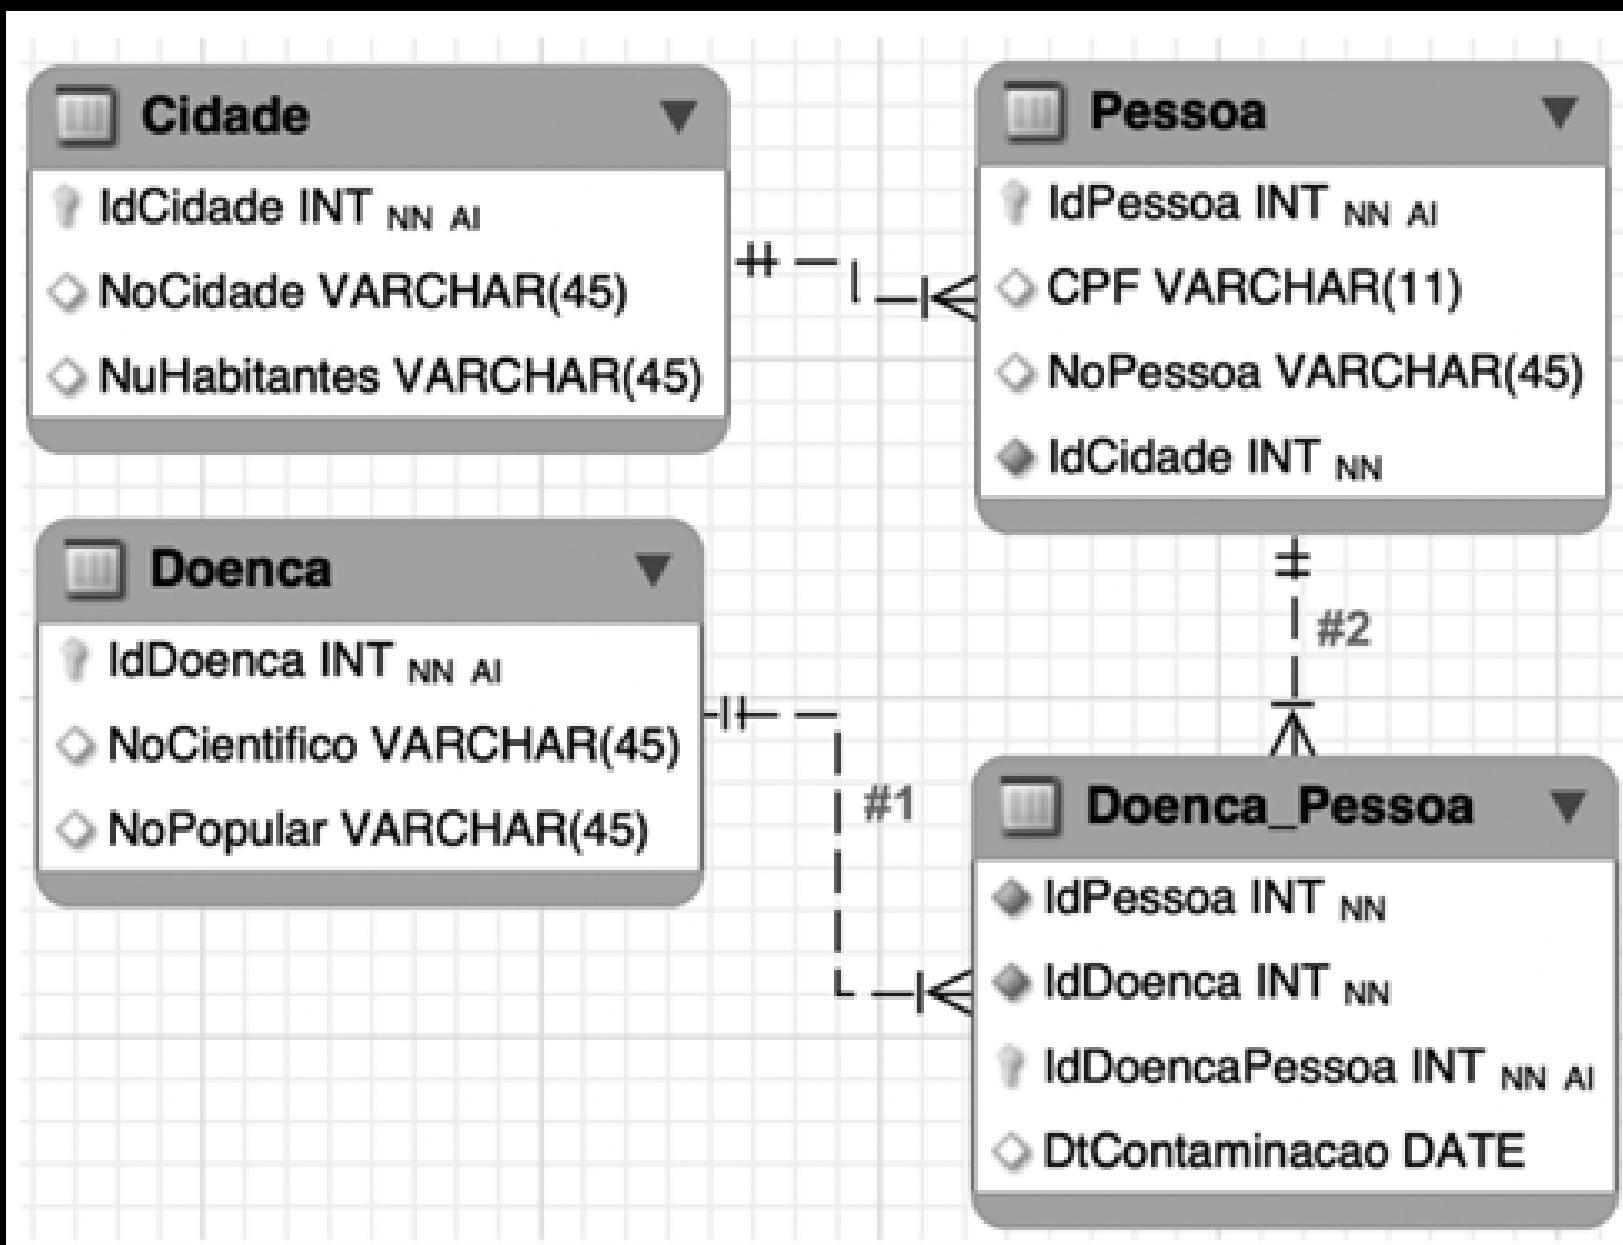 Cidade
IdCidade INT NN AI
NoCidade VARCHAR(45)
NuHabitantes VARCHAR(45)
Pessoa
IdPessoa INT NN AI
CPF VARCHAR(11)
NoPessoa VARCHAR(45)
IdCidade INT NN
Doenca
IdDoenca INT NN AI
NoCientifico VARCHAR(45)
NoPopular VARCHAR(45)
#1
#2
Doenca_Pessoa
IdPessoa INT NN
IdDoenca INT NN
IdDoencaPessoa INT NN AI
DtContaminacao DATE